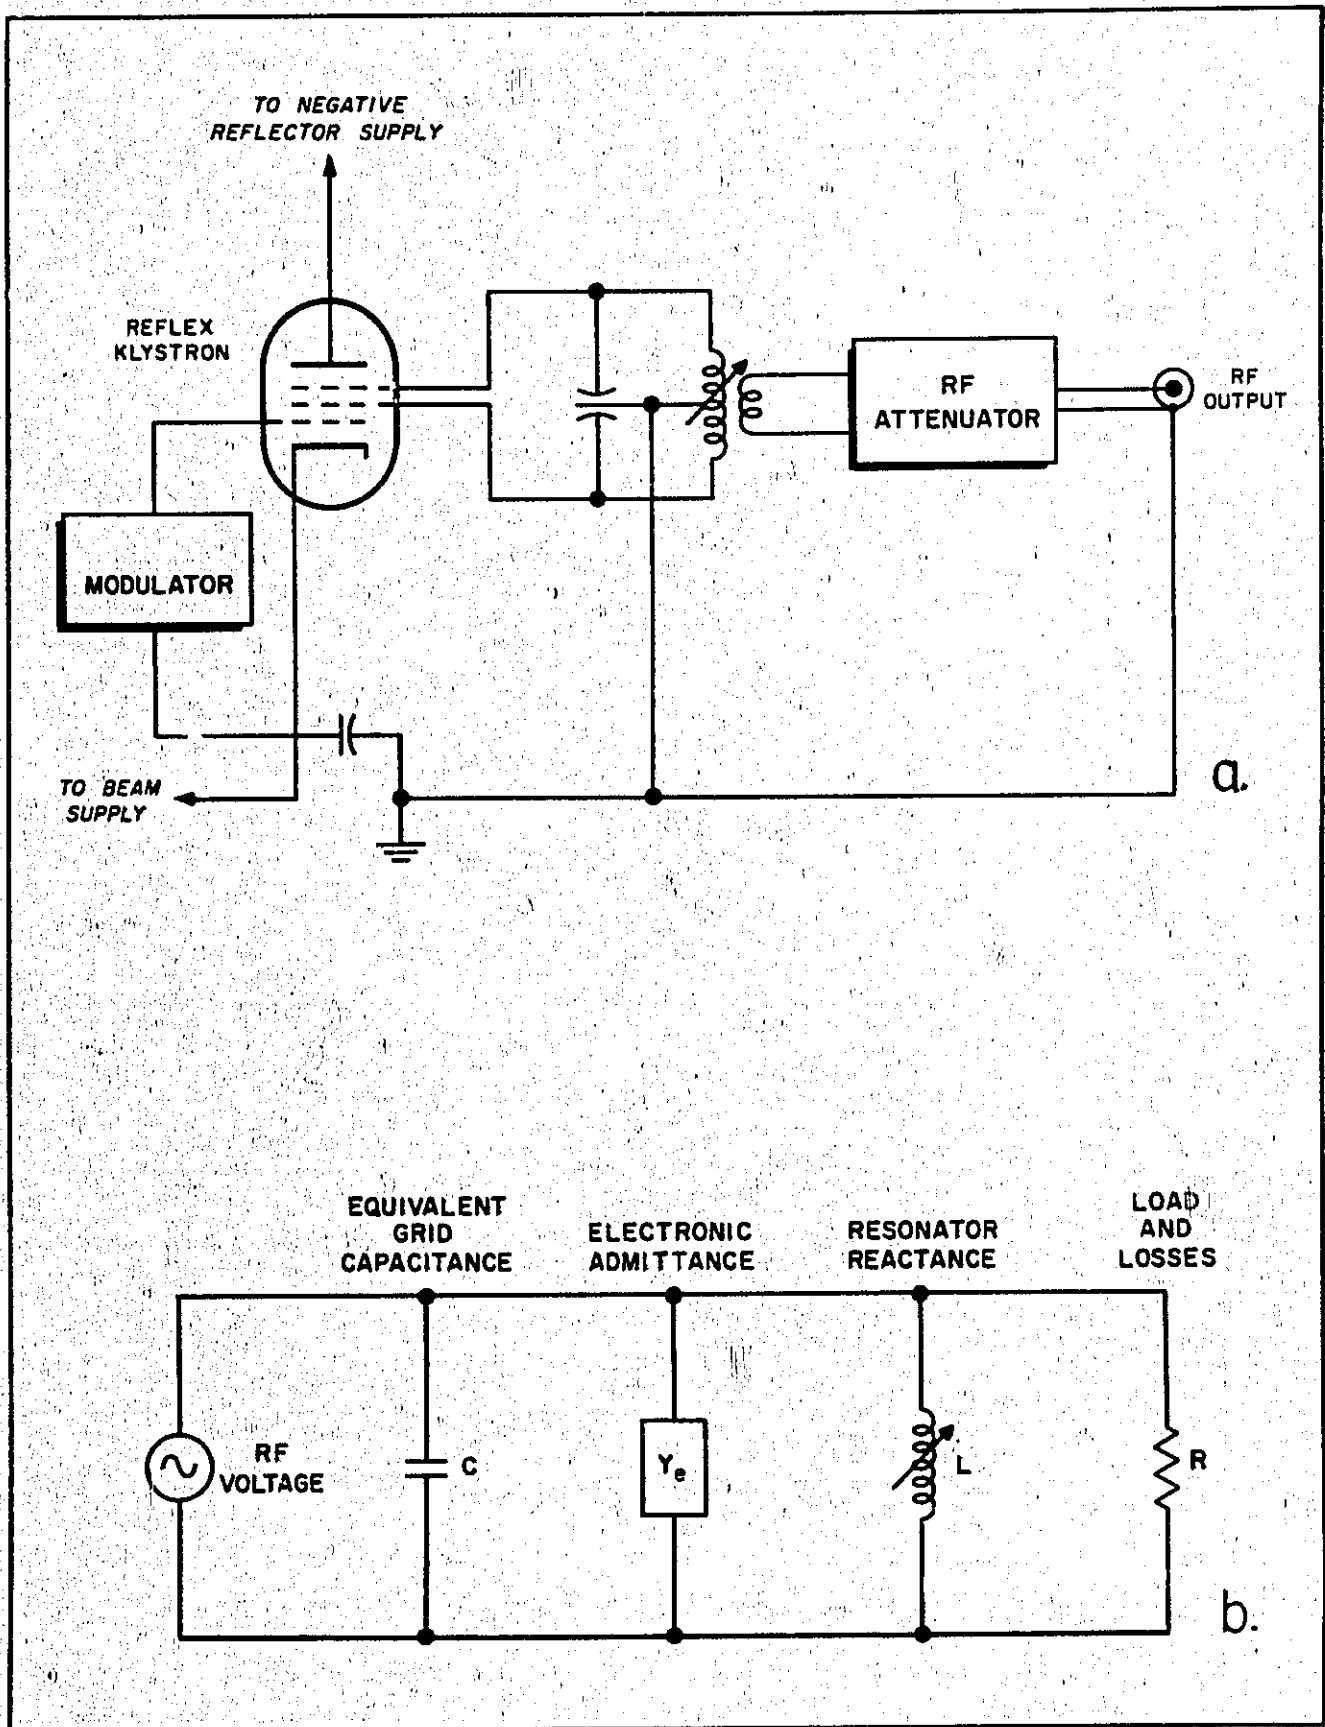 TO NEGATIVE
REFLECTOR SUPPLY
REFLEX
KLYSTRON
RF
ATTENUATOR
RF
OUTPUT
MODULATOR
TO BEAM
SUPPLY
a.
EQUIVALENT
GRID
CAPACITANCE
ELECTRONIC
ADMITTANCE
RESONATOR
REACTANCE
LOAD
AND
LOSSES
RF
VOLTAGE
C
Ye
L
R
b.